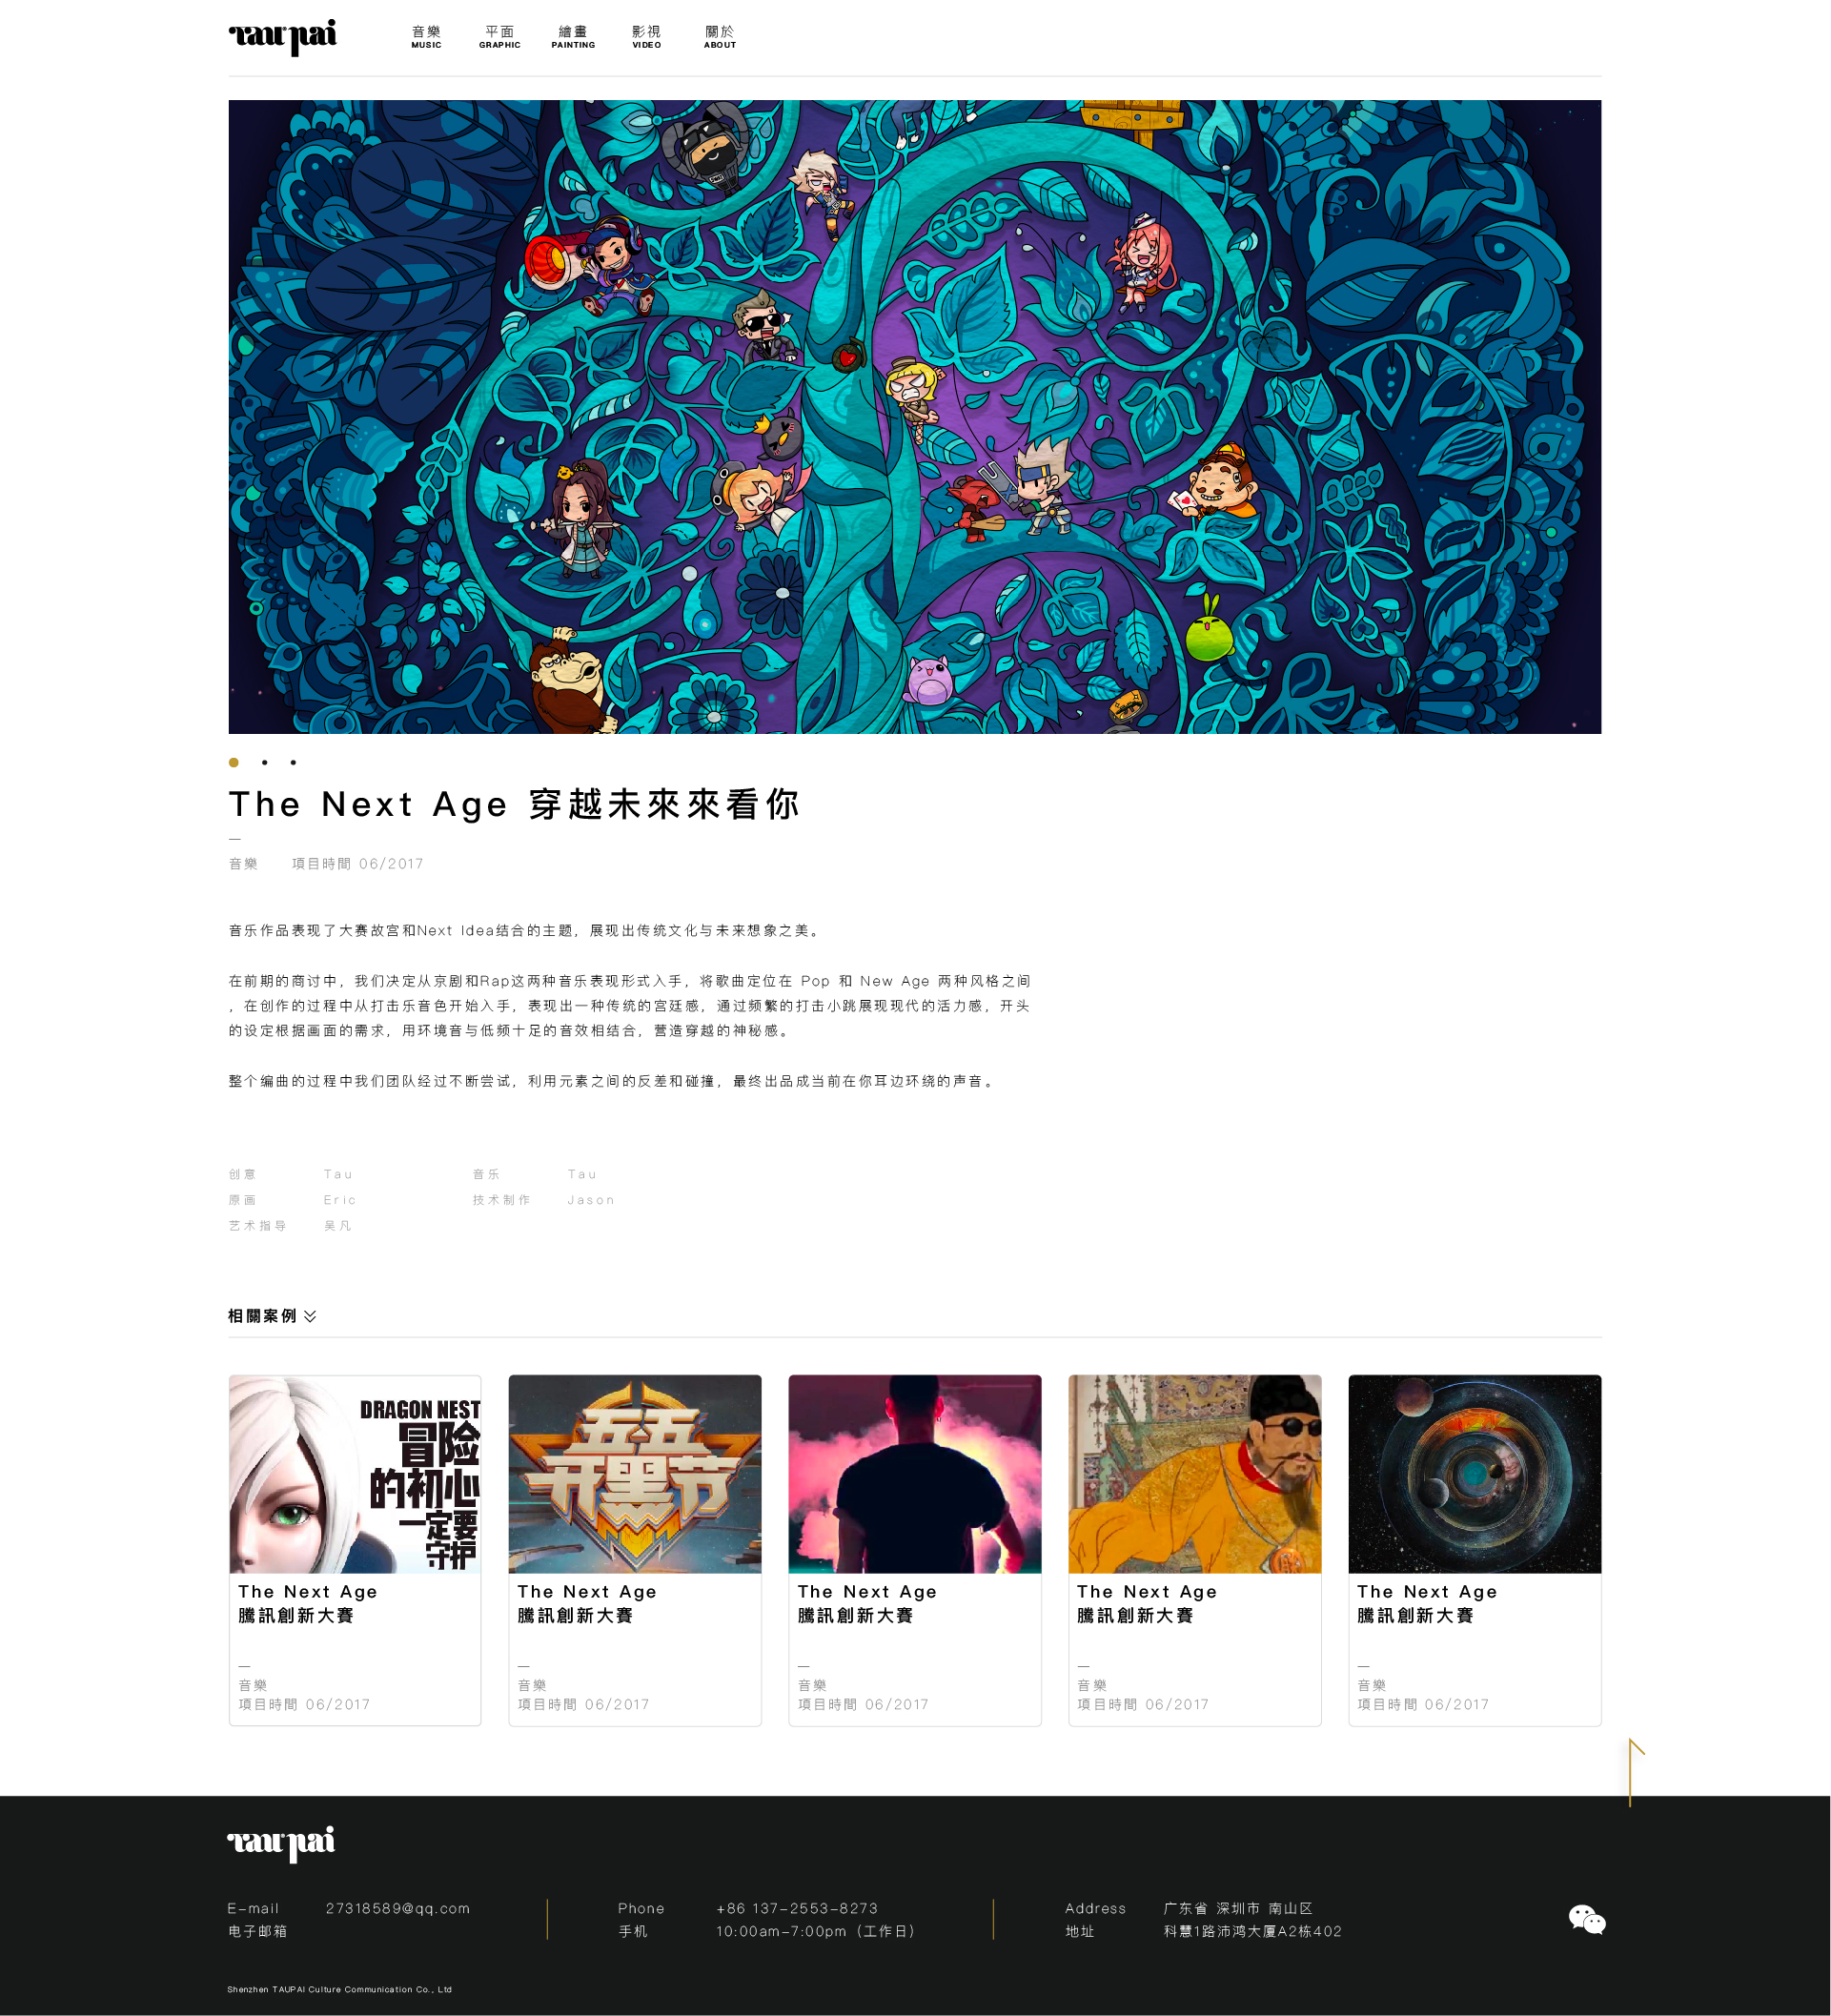 taupai
音樂 平面 繪畫 影視 關於
MUSIC GRAPHIC PAINTING VIDEO ABOUT
The Next Age 穿越未來來看你
音樂 項目時間 06/2017
音乐作品表现了大赛故宫和Next Idea结合的主题，展现出传统文化与未来想象之美。
在前期的商讨中，我们决定从京剧和Rap这两种音乐表现形式入手，将歌曲定位在 Pop 和 New Age 两种风格之间
，在创作的过程中从打击乐音色开始入手，表现出一种传统的宫廷感，通过频繁的打击小跳展现现代的活力感，开头
的设定根据画面的需求，用环境音与低频十足的音效相结合，营造穿越的神秘感。
整个编曲的过程中我们团队经过不断尝试，利用元素之间的反差和碰撞，最终出品成当前在你耳边环绕的声音。
创意 Tau 音乐 Tau
原画 Eric 技术制作 Jason
艺术指导 吴凡
相關案例
DRAGON NEST
冒险
的初心
一定要
守护
五五
开黑节
The Next Age The Next Age The Next Age The Next Age The Next Age
騰訊創新大賽 騰訊創新大賽 騰訊創新大賽 騰訊創新大賽 騰訊創新大賽
音樂 音樂 音樂 音樂 音樂
項目時間 06/2017 項目時間 06/2017 項目時間 06/2017 項目時間 06/2017 項目時間 06/2017
taupai
E-mail 27318589@qq.com Phone +86 137-2553-8273 Address 广东省 深圳市 南山区
电子邮箱 手机 10:00am-7:00pm（工作日） 地址 科慧1路沛鸿大厦A2栋402
Shenzhen TAUPAI Culture Communication Co., Ltd